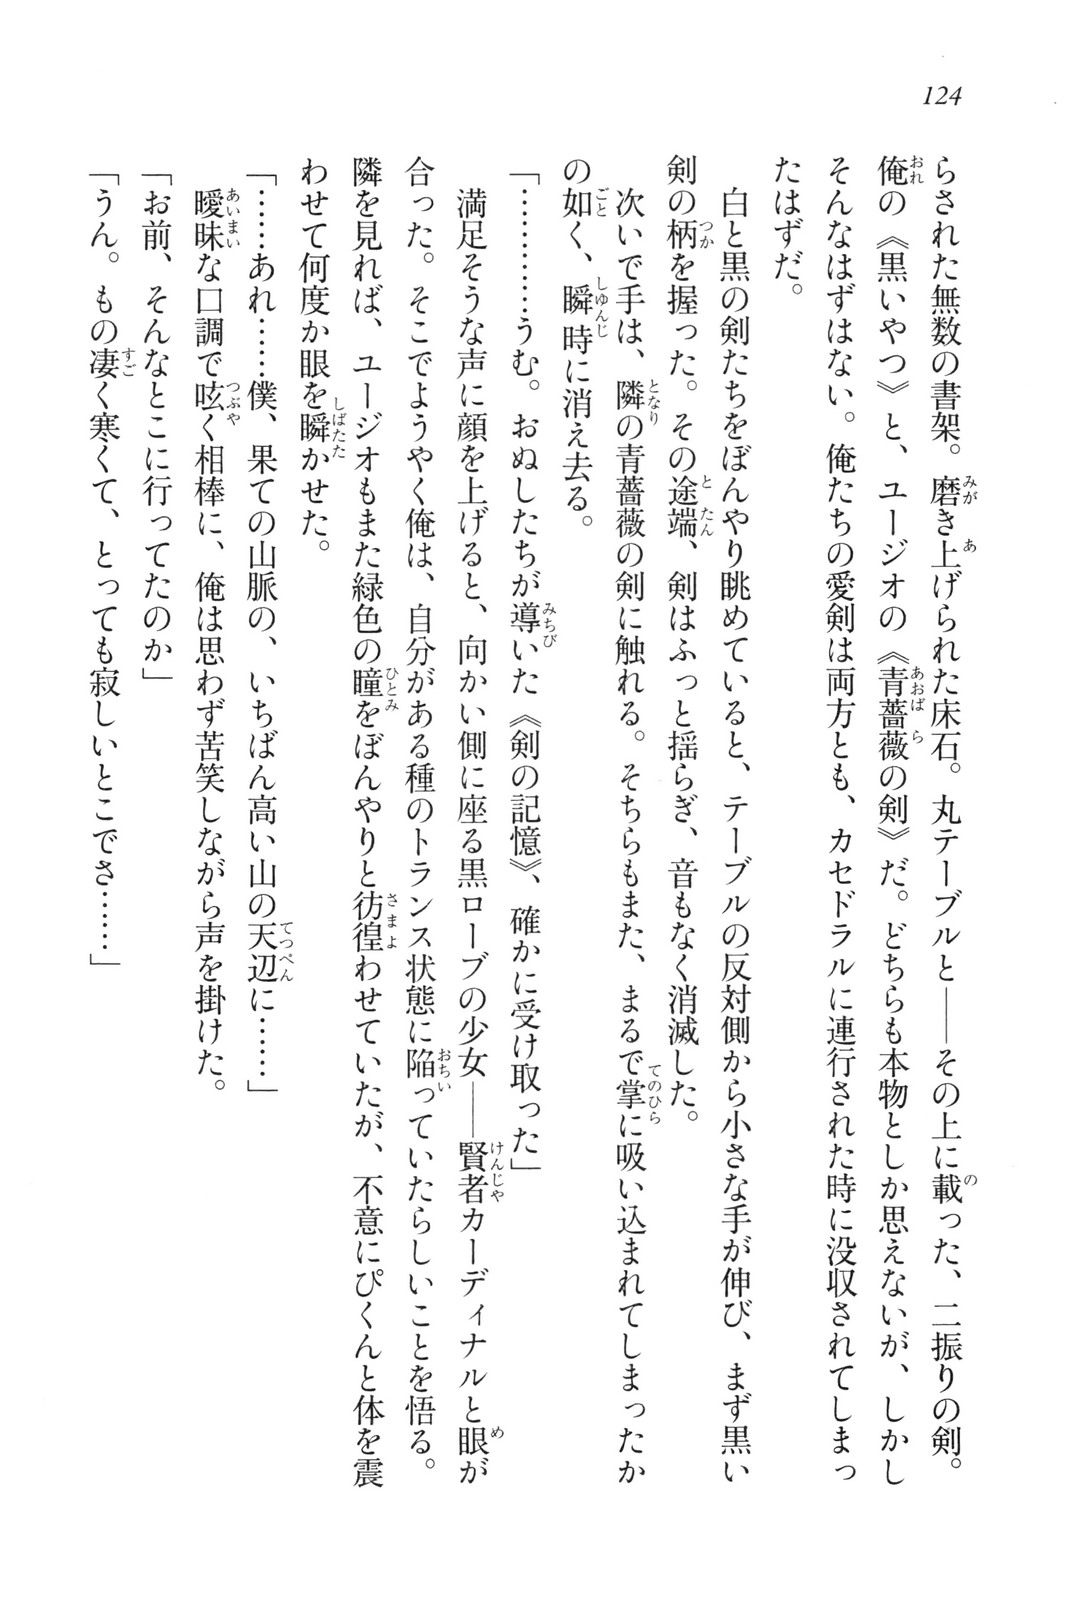 124
らされた無数の書架。磨き上げられた床石。丸テーブルと――その上に載った、二振りの剣。
俺の《黒いやつ》と、ユージオの《青薔薇の剣》だ。どちらも本物としか思えないが、しかし
そんなはずはない。俺たちの愛剣は両方とも、カセドラルに連行された時に没収されてしまっ
たはずだ。
白と黒の剣たちをぼんやり眺めていると、テーブルの反対側から小さな手が伸び、まず黒い
剣の柄を握った。その途端、剣はふっと揺らぎ、音もなく消滅した。
次いで手は、隣の青薔薇の剣に触れる。そちらもまた、まるで掌に吸い込まれてしまったか
の如く、瞬時に消え去る。
「…………うむ。おぬしたちが導いた《剣の記憶》、確かに受け取った」
満足そうな声に顔を上げると、向かい側に座る黒ローブの少女――賢者カーディナルと眼が
合った。そこでようやく俺は、自分がある種のトランス状態に陥っていたらしいことを悟る。
隣を見れば、ユージオもまた緑色の瞳をぼんやりと彷徨わせていたが、不意にぴくんと体を震
わせて何度か眼を瞬かせた。
「……あれ……僕、果ての山脈の、いちばん高い山の天辺に……」
曖昧な口調で呟く相棒に、俺は思わず苦笑しながら声を掛けた。
「お前、そんなとこに行ってたのか」
「うん。もの凄く寒くて、とっても寂しいとこでさ……」